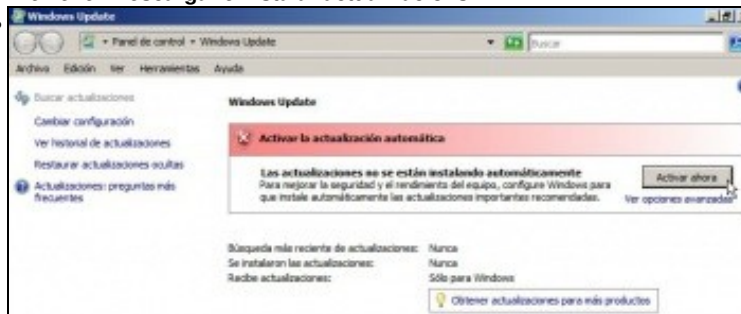 Windows Update
Panel de control
Windows Update
Buscar
Archivo Edición Ver Herramientas Ayuda
Buscar actualizaciones
Cambiar configuración
Ver historial de actualizaciones
Restaurar actualizaciones ocultas
Actualizaciones: preguntas más
frecuentes
Windows Update
Activar la actualización automática
Las actualizaciones no se están instalando automáticamente
Para mejorar la seguridad y el rendimiento del equipo, configure Windows para
que instale automáticamente las actualizaciones importantes recomendadas.
Activar ahora
Ver opciones avanzadas
Búsqueda más reciente de actualizaciones: Nunca
Se instalaron las actualizaciones: Nunca
Recibe actualizaciones: Sólo para Windows
Obtener actualizaciones para más productos